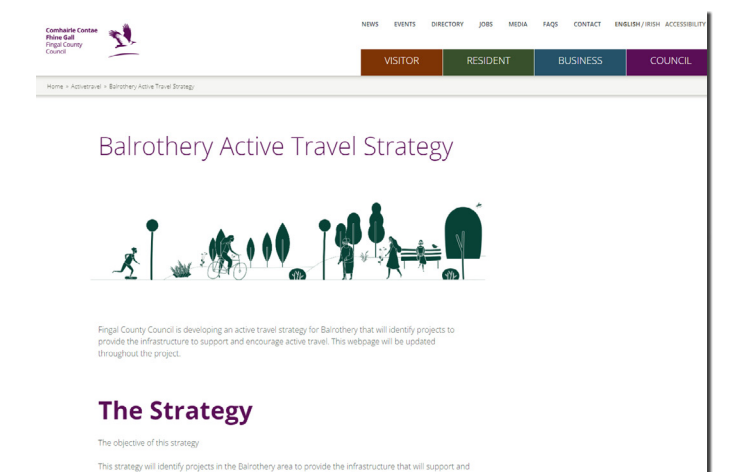 Comhairle Contae
Fhine Gall
Fingal County
Council
NEWS EVENTS DIRECTORY JOBS MEDIA FAQS CONTACT ENGLISH / IRISH ACCESSIBILITY
VISITOR RESIDENT BUSINESS COUNCIL
Home » Activetravel » Balrothery Active Travel Strategy
Balrothery Active Travel Strategy
Fingal County Council is developing an active travel strategy for Balrothery that will identify projects to
provide the infrastructure to support and encourage active travel. This webpage will be updated
throughout the project.
The Strategy
The objective of this strategy
This strategy will identify projects in the Balrothery area to provide the infrastructure that will support and